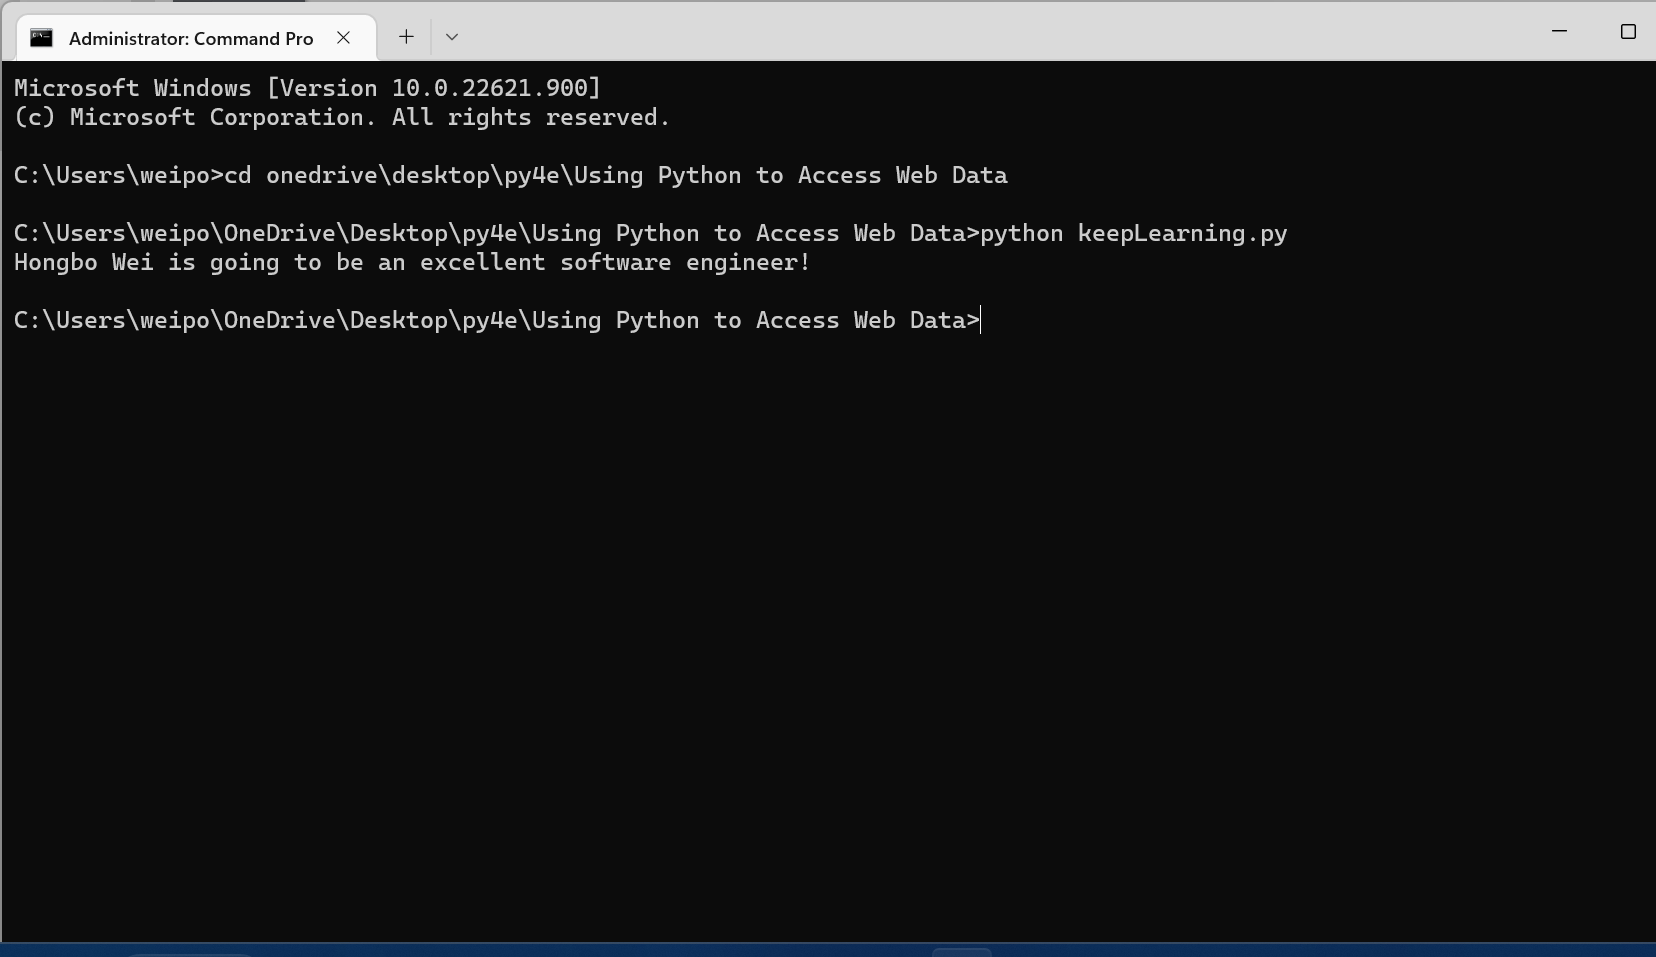 Administrator: Command Pro
Microsoft Windows [Version 10.0.22621.900]
(c) Microsoft Corporation. All rights reserved.
C:\Users\weipo>cd onedrive\desktop\py4e\Using Python to Access Web Data
C:\Users\weipo\OneDrive\Desktop\py4e\Using Python to Access Web Data>python keepLearning.py
Hongbo Wei is going to be an excellent software engineer!
C:\Users\weipo\OneDrive\Desktop\py4e\Using Python to Access Web Data>